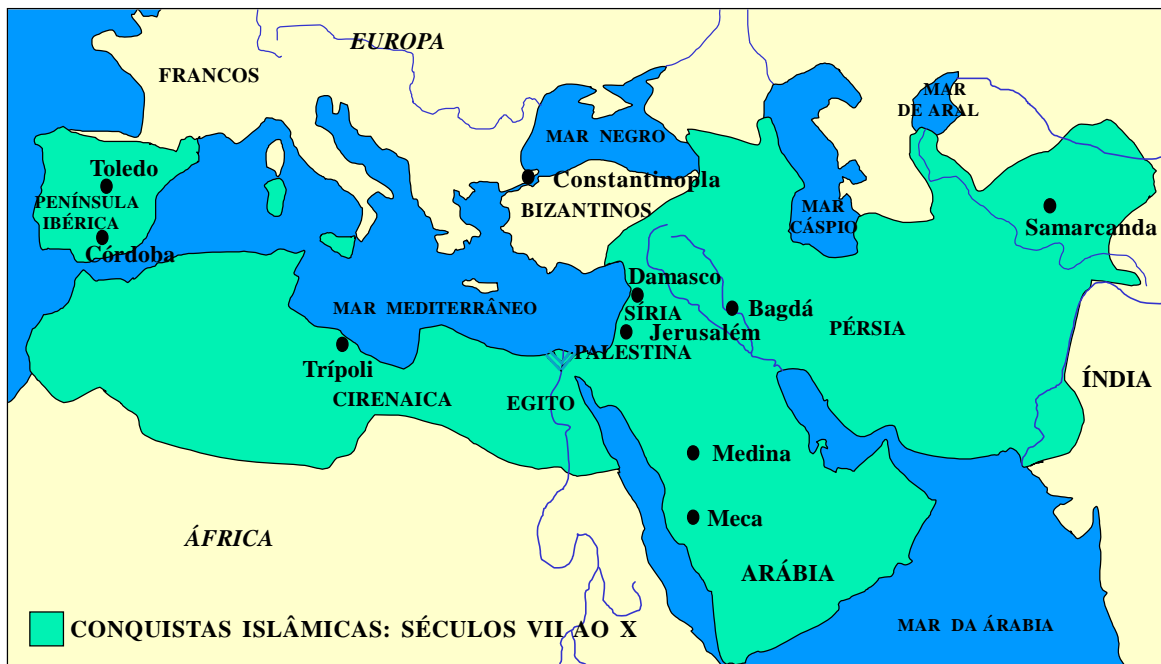 EUROPA
FRANCOS
MAR
DE ARAL
MAR NEGRO
Toledo
Constantinopla
PENÍNSULA
IBÉRICA
BIZANTINOS
MAR
CÁSPIO
Samarcanda
Córdoba
Damasco
MAR MEDITERRÂNEO
SÍRIA
Bagdá
Jerusalém
PÉRSIA
PALESTINA
Trípoli
CIRENAICA
EGITO
ÍNDIA
Medina
Meca
ÁFRICA
ARÁBIA
CONQUISTAS ISLÂMICAS: SÉCULOS VII AO X
MAR DA ÁRABIA